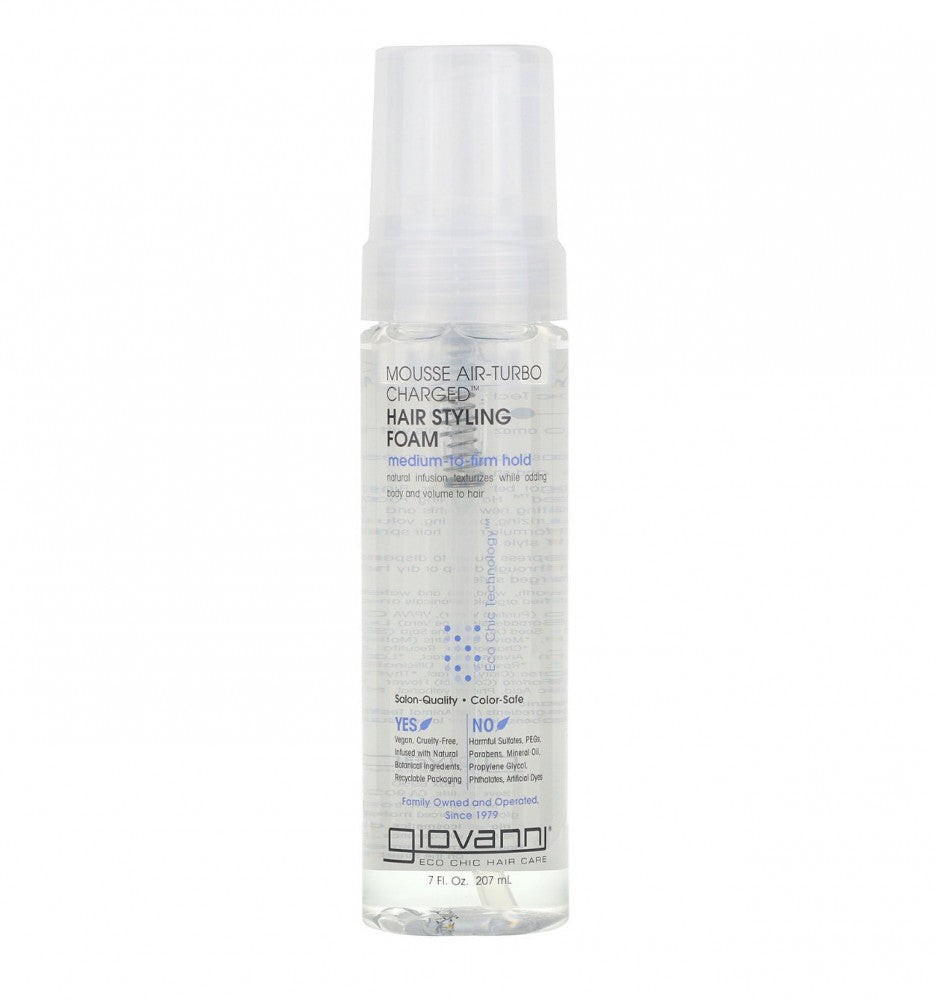 MOUSSE AIR-TURBO
CHARGED™
HAIR STYLING
FOAM
medium-to-firm hold
natural infusion texturizes while adding
body and volume to hair
Eco Chic Technology™
Salon-Quality • Color-Safe
YES
Vegan, Cruelty-Free,
Infused with Natural
Botanical Ingredients,
Recyclable Packaging
NO
Harmful Sulfates, PEGs,
Parabens, Mineral Oil,
Propylene Glycol,
Phthalates, Artificial Dyes
Family Owned and Operated,
Since 1979
giovanni®
ECO CHIC HAIR CARE
7 Fl. Oz. 207 mL